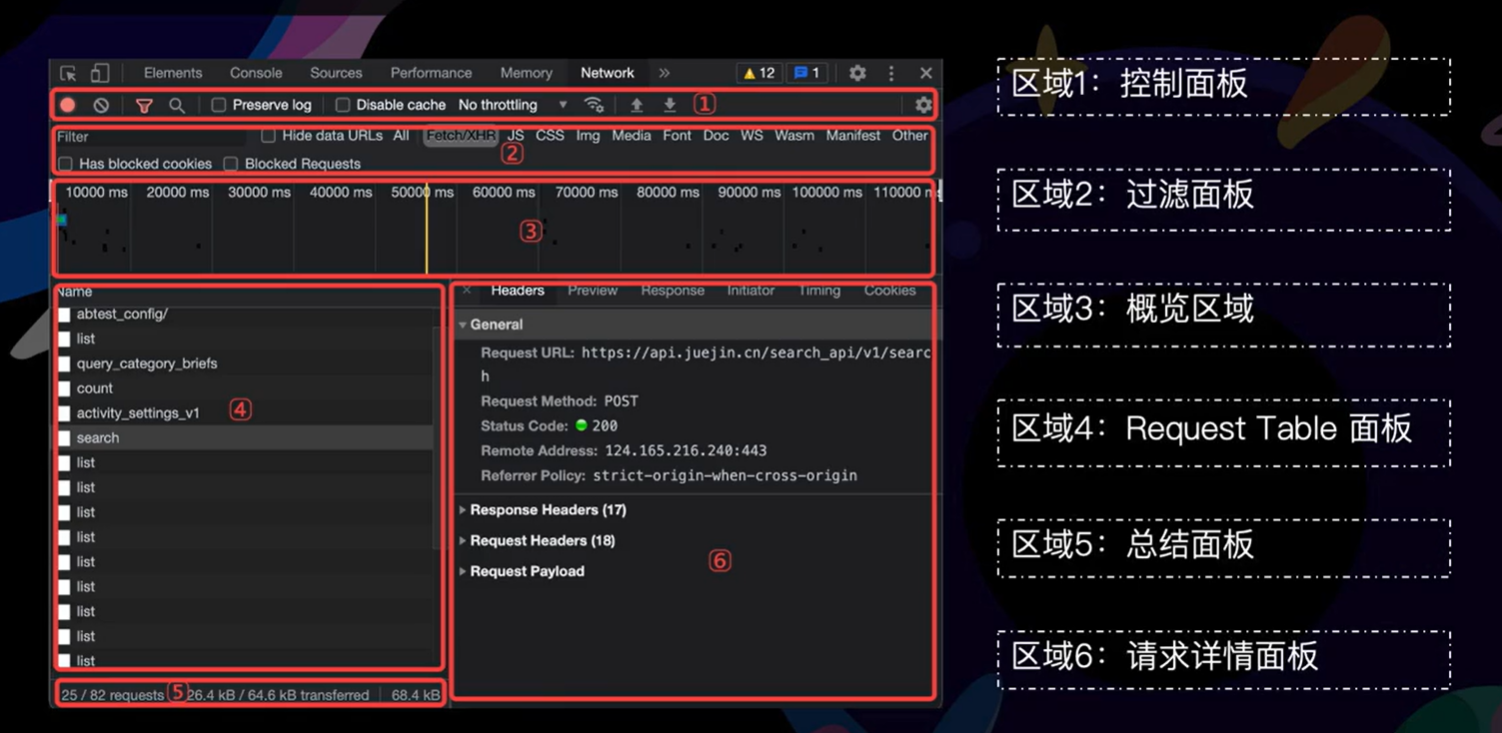 Elements Console Sources Performance Memory Network » 12 1
Preserve log Disable cache No throttling ①
Filter Hide data URLs All Fetch/XHR JS CSS Img Media Font Doc WS Wasm Manifest Other
②
Has blocked cookies Blocked Requests
10000 ms 20000 ms 30000 ms 40000 ms 50000 ms 60000 ms 70000 ms 80000 ms 90000 ms 100000 ms 110000 m
③
Name
abtest_config/
list
query_category_briefs
count
activity_settings_v1 ④
search
list
list
list
list
list
list
list
list
list
25 / 82 requests ⑤ 26.4 kB / 64.6 kB transferred 68.4 kB
Headers Preview Response Initiator Timing Cookies
General
Request URL: https://api.juejin.cn/search_api/v1/searc
h
Request Method: POST
Status Code: 200
Remote Address: 124.165.216.240:443
Referrer Policy: strict-origin-when-cross-origin
Response Headers (17)
Request Headers (18)
⑥
Request Payload
区域1：控制面板
区域2：过滤面板
区域3：概览区域
区域4：Request Table 面板
区域5：总结面板
区域6：请求详情面板